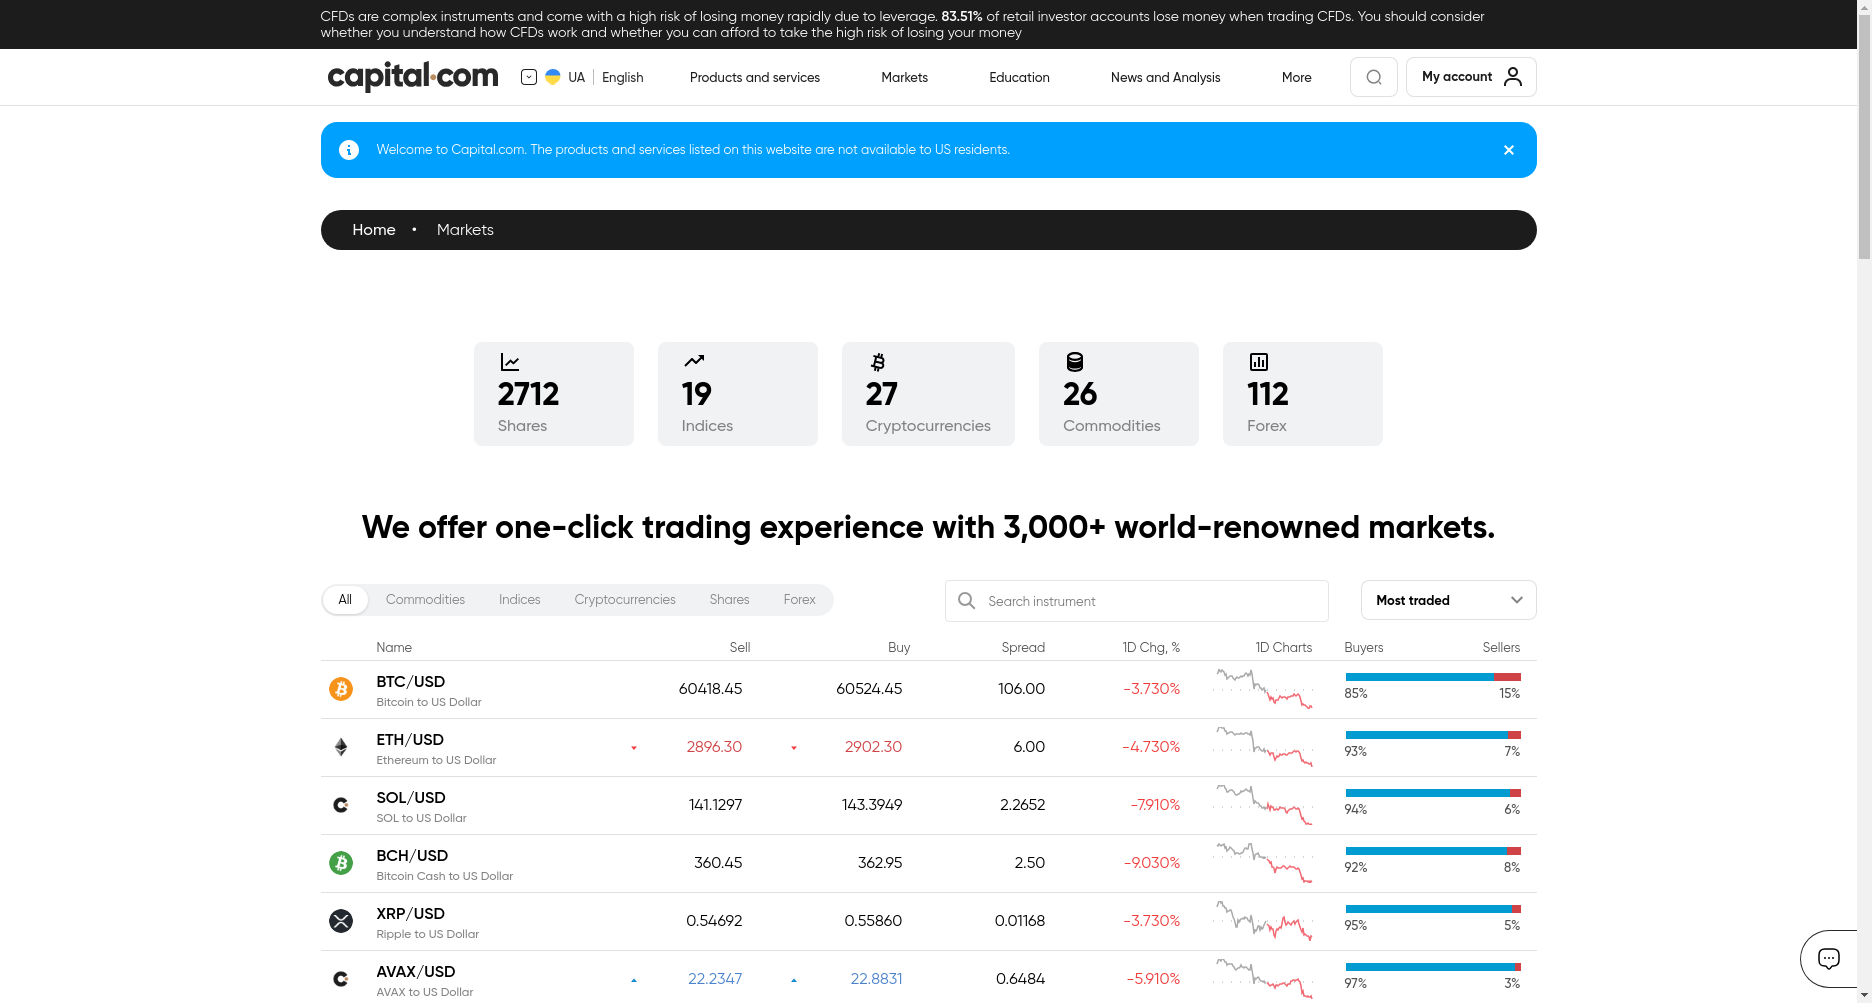 CFDs are complex instruments and come with a high risk of losing money rapidly due to leverage. 83.51% of retail investor accounts lose money when trading CFDs. You should consider
whether you understand how CFDs work and whether you can afford to take the high risk of losing your money
capital.com UA English Products and services Markets Education News and Analysis More My account
Welcome to Capital.com. The products and services listed on this website are not available to US residents.
Home • Markets
2712 19 27 26 112
Shares Indices Cryptocurrencies Commodities Forex
We offer one-click trading experience with 3,000+ world-renowned markets.
All Commodities Indices Cryptocurrencies Shares Forex Search instrument Most traded
Name Sell Buy Spread 1D Chg, % 1D Charts Buyers Sellers
BTC/USD 60418.45 60524.45 106.00 -3.730% 85% 15%
Bitcoin to US Dollar
ETH/USD 2896.30 2902.30 6.00 -4.730% 93% 7%
Ethereum to US Dollar
SOL/USD 141.1297 143.3949 2.2652 -7.910% 94% 6%
SOL to US Dollar
BCH/USD 360.45 362.95 2.50 -9.030% 92% 8%
Bitcoin Cash to US Dollar
XRP/USD 0.54692 0.55860 0.01168 -3.730% 95% 5%
Ripple to US Dollar
AVAX/USD 22.2347 22.8831 0.6484 -5.910% 97% 3%
AVAX to US Dollar